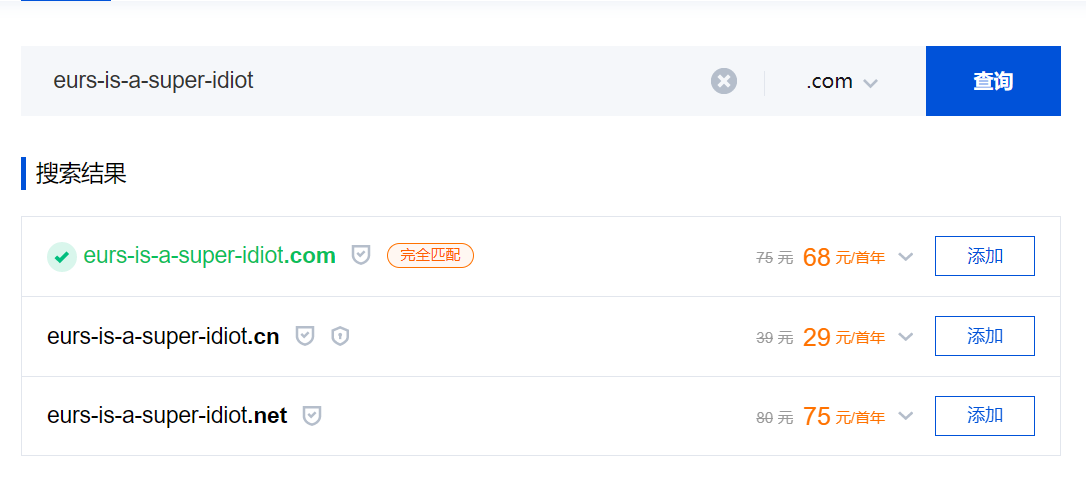 eurs-is-a-super-idiot .com 查询
搜索结果
eurs-is-a-super-idiot.com 完全匹配 75 元 68 元/首年 添加
eurs-is-a-super-idiot.cn 39 元 29 元/首年 添加
eurs-is-a-super-idiot.net 80 元 75 元/首年 添加